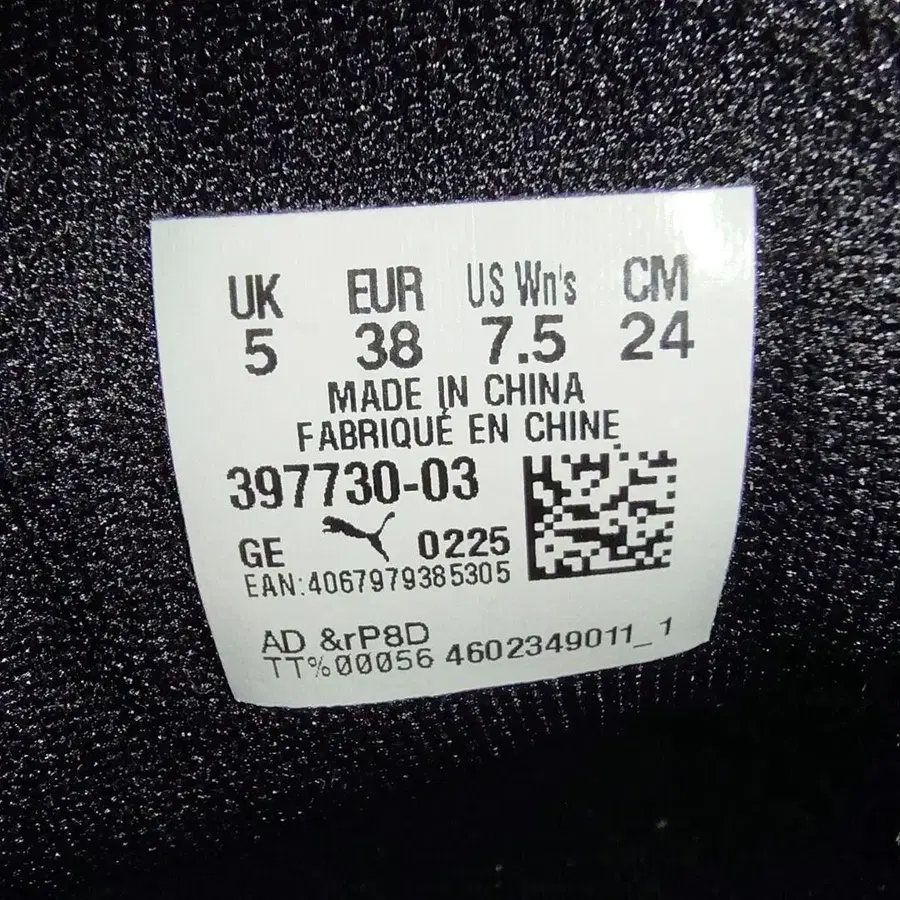 UK EUR US Wn's CM
5 38 7.5 24
MADE IN CHINA
FABRIQUÉ EN CHINE
397730-03
GE 0225
EAN:4067979385305
AD &rP8D
TT%00056 4602349011_1